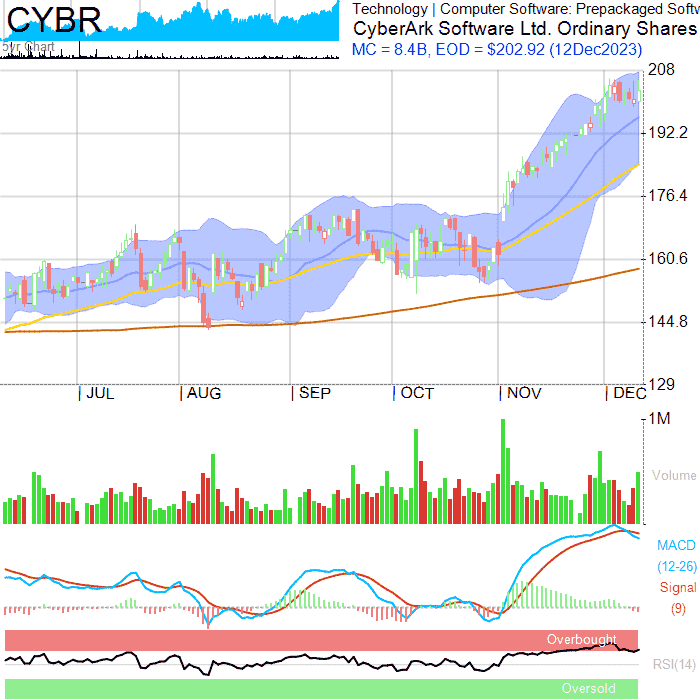 CYBR
5yr Chart
Technology | Computer Software: Prepackaged Softw
CyberArk Software Ltd. Ordinary Shares
MC = 8.4B, EOD = $202.92 (12Dec2023)
208
192.2
176.4
160.6
144.8
129
| JUL | AUG | SEP | OCT | NOV | DEC
1M
Volume
MACD
(12-26)
Signal
(9)
Overbought
RSI(14)
Oversold